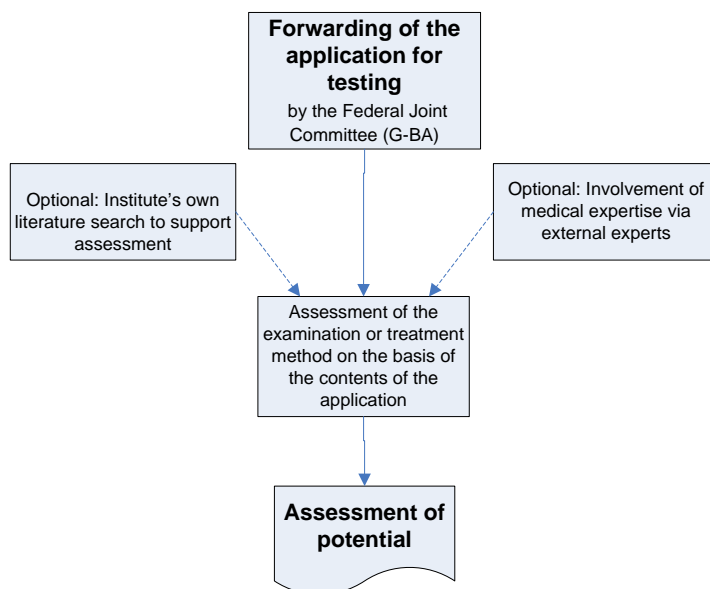 Forwarding of the
application for
testing
by the Federal Joint
Committee (G-BA)
Optional: Institute's own
literature search to support
assessment
Optional: Involvement of
medical expertise via
external experts
Assessment of the
examination or treatment
method on the basis of
the contents of the
application
Assessment of
potential